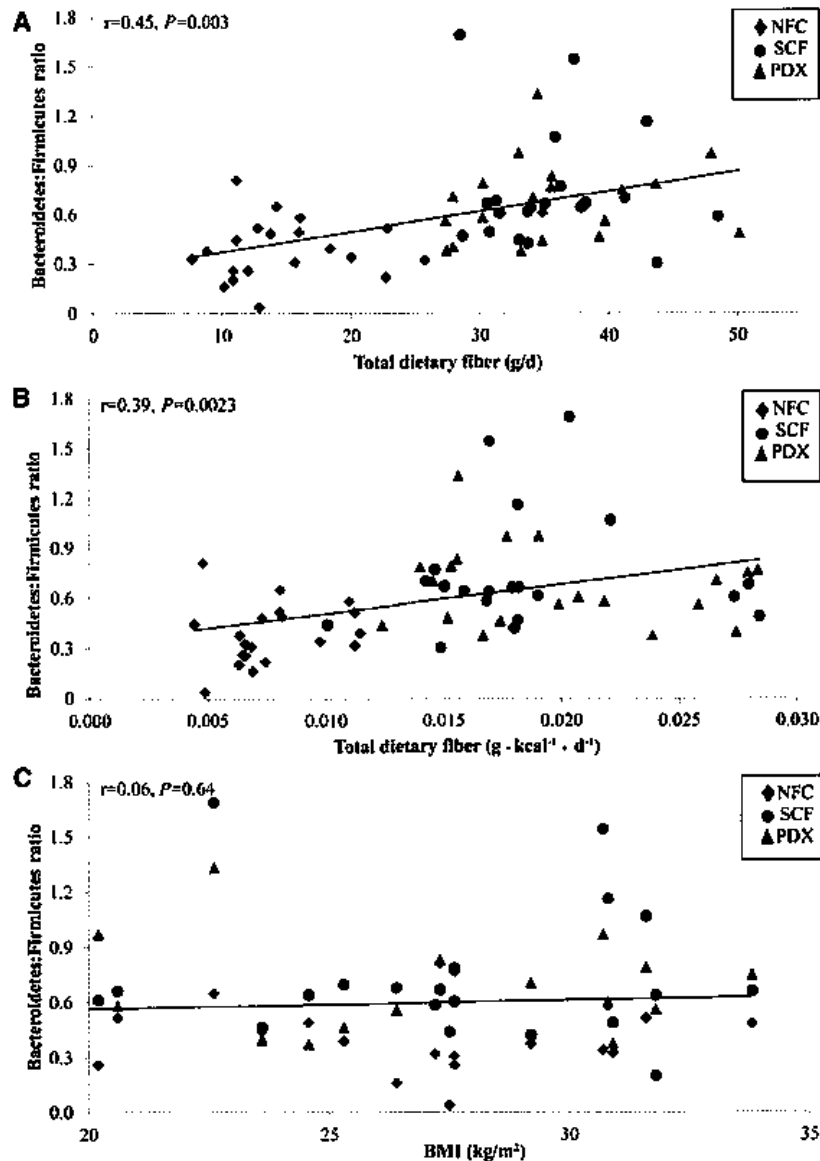 A
r=0.45, P=0.003
NFC
SCF
PDX
Bacteroidetes:Firmicutes ratio
1.8
1.5
1.2
0.9
0.6
0.3
0
0 10 20 30 40 50
Total dietary fiber (g/d)
B
r=0.39, P=0.0023
NFC
SCF
PDX
Bacteroidetes:Firmicutes ratio
1.8
1.5
1.2
0.9
0.6
0.3
0
0.000 0.005 0.010 0.015 0.020 0.025 0.030
Total dietary fiber (g · kcal⁻¹ · d⁻¹)
C
r=0.06, P=0.64
NFC
SCF
PDX
Bacteroidetes:Firmicutes ratio
1.8
1.5
1.2
0.9
0.6
0.3
0.0
20 25 30 35
BMI (kg/m²)